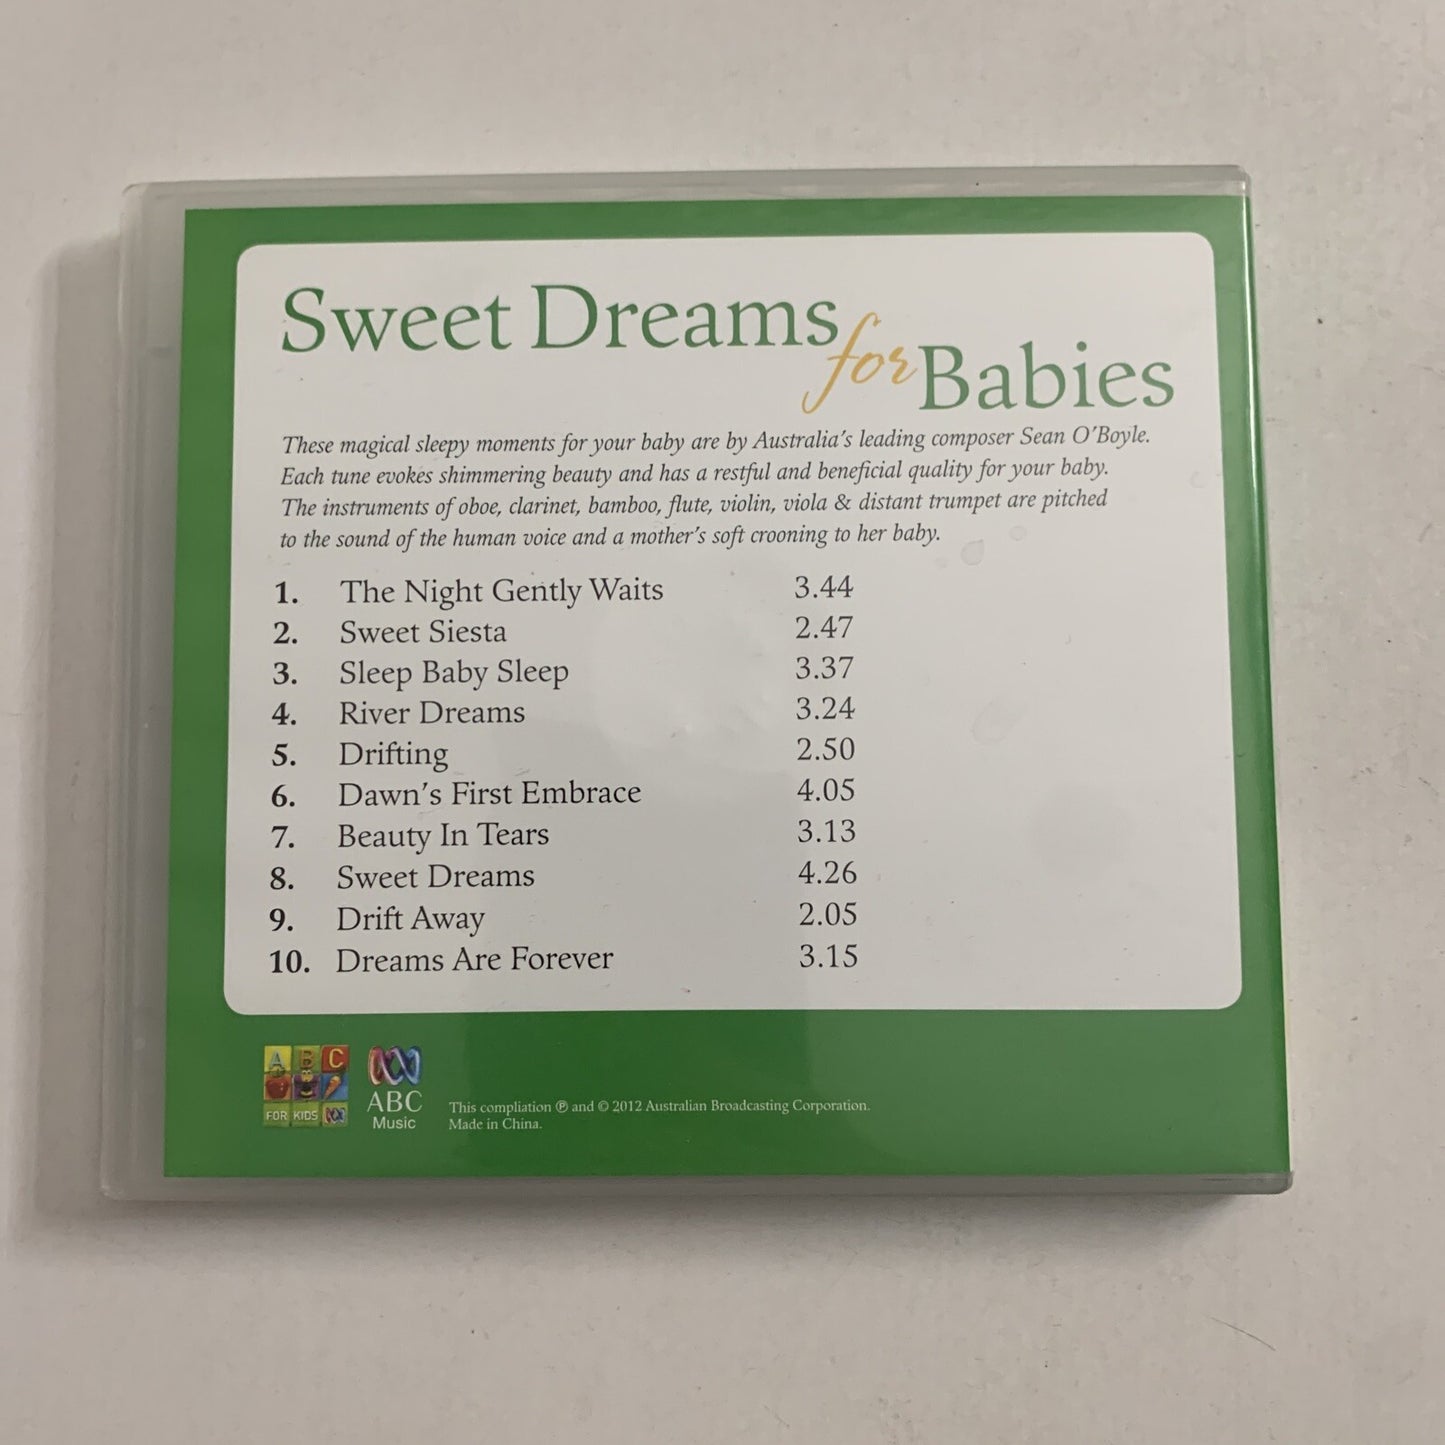 Sweet Dreams
for Babies
These magical sleepy moments for your baby are by Australia's leading composer Sean O'Boyle.
Each tune evokes shimmering beauty and has a restful and beneficial quality for your baby.
The instruments of oboe, clarinet, bamboo, flute, violin, viola & distant trumpet are pitched
to the sound of the human voice and a mother's soft crooning to her baby.
1. The Night Gently Waits 3.44
2. Sweet Siesta 2.47
3. Sleep Baby Sleep 3.37
4. River Dreams 3.24
5. Drifting 2.50
6. Dawn's First Embrace 4.05
7. Beauty In Tears 3.13
8. Sweet Dreams 4.26
9. Drift Away 2.05
10. Dreams Are Forever 3.15
ABC
FOR KIDS
ABC
Music
This compliation ℗ and © 2012 Australian Broadcasting Corporation.
Made in China.